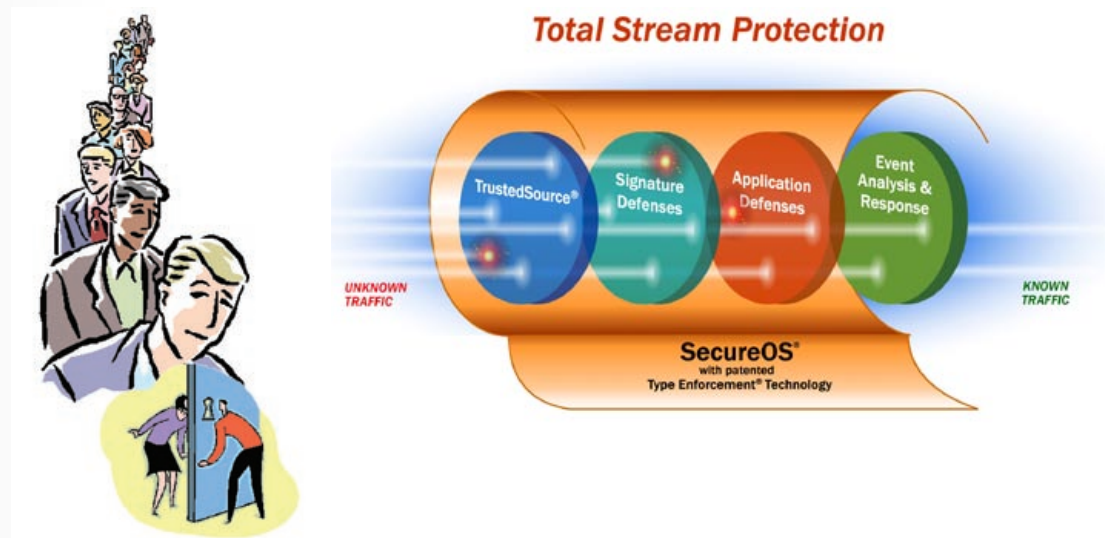 Total Stream Protection
TrustedSource®
Signature
Defenses
Application
Defenses
Event
Analysis &
Response
UNKNOWN
TRAFFIC
KNOWN
TRAFFIC
SecureOS®
with patented
Type Enforcement® Technology